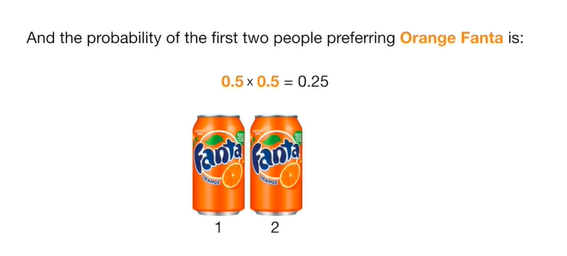 And the probability of the first two people preferring Orange Fanta is:
0.5 x 0.5 = 0.25
Fanta Fanta
ORANGE ORANGE
1 2